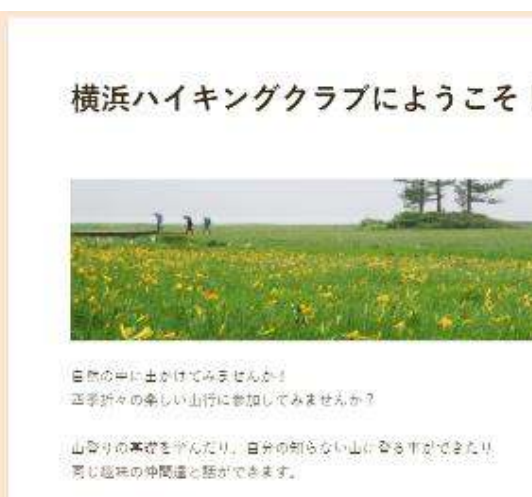 横浜ハイキングクラブにようこそ
自然の中に出かけてみませんか！
四季折々の楽しい山行に参加してみませんか？
山登りの基礎を学んだり、自分の知らない山に登る事ができたり
同じ趣味の仲間達と話ができます。